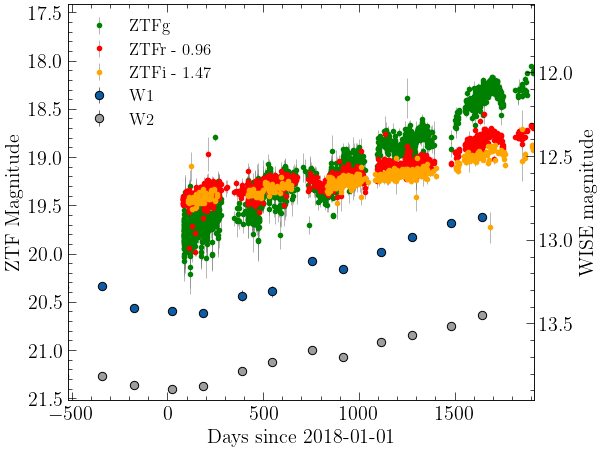 ZTFg
ZTFr - 0.96
ZTFi - 1.47
W1
W2
17.5
18.0
18.5
19.0
19.5
20.0
20.5
21.0
21.5
ZTF Magnitude
12.0
12.5
13.0
13.5
WISE magnitude
−500 0 500 1000 1500
Days since 2018-01-01